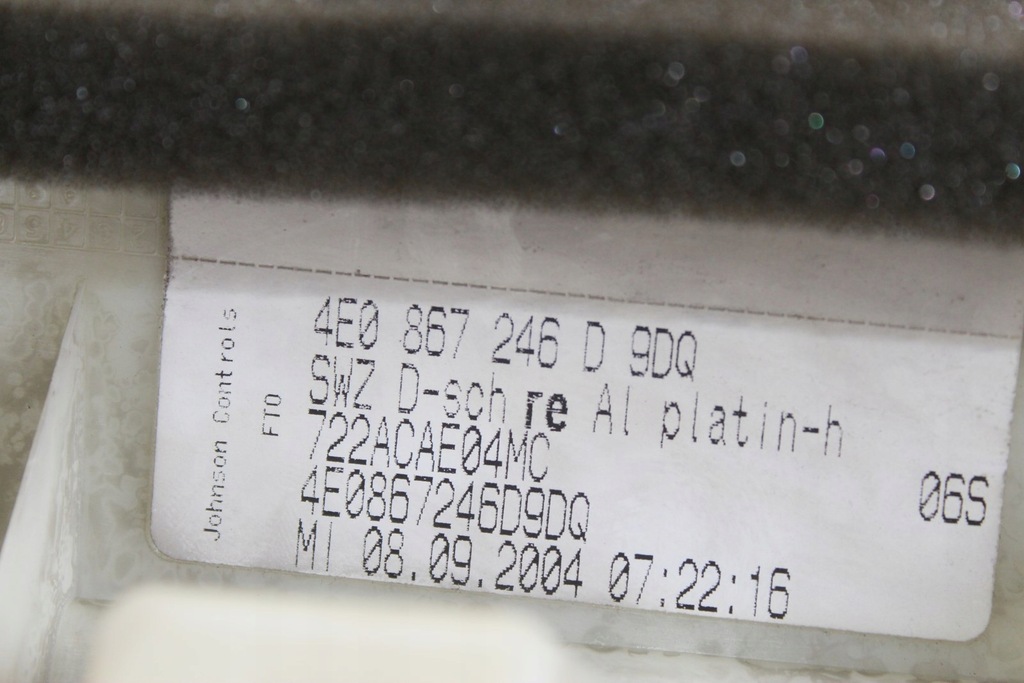 4E0 867 246 D 9DQ
SWZ D-sch re Al platin-h
722ACAE04MC
4E0867246D9DQ
06S
MI 08.09.2004 07:22:16
FTO
Johnson Controls